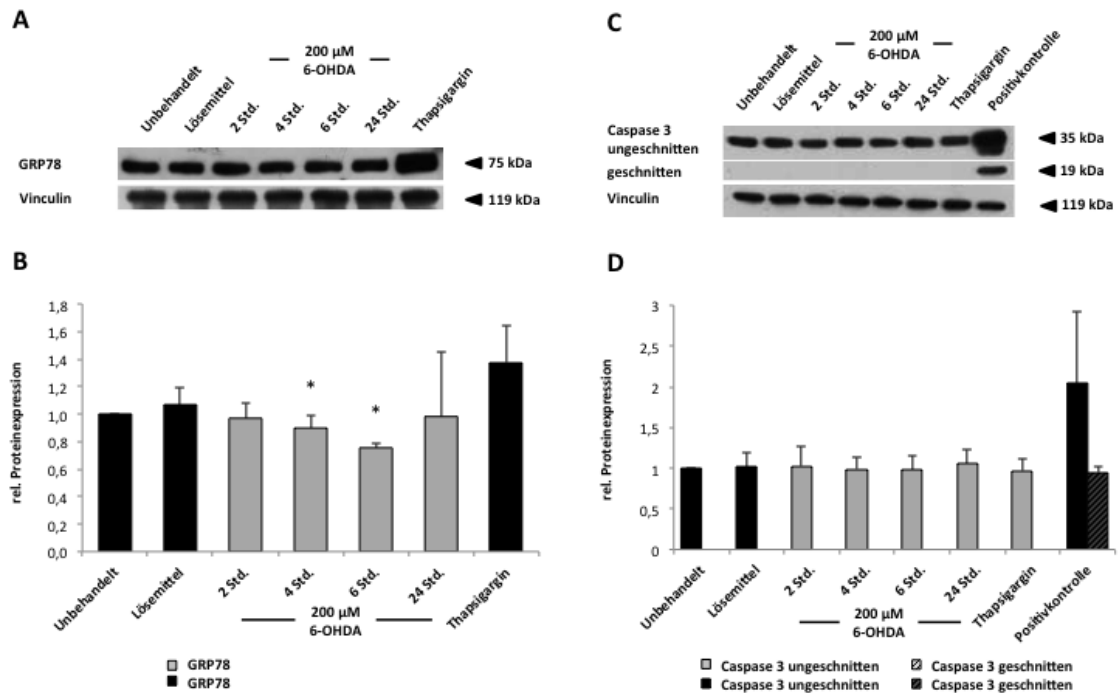 A
200 µM
6-OHDA
Unbehandelt
Lösemittel
2 Std.
4 Std.
6 Std.
24 Std.
Thapsigargin
GRP78
75 kDa
Vinculin
119 kDa
B
rel. Proteinexpression
1,8
1,6
1,4
1,2
1,0
0,8
0,6
0,4
0,2
0,0
*
*
Unbehandelt
Lösemittel
2 Std.
4 Std.
6 Std.
24 Std.
Thapsigargin
200 µM
6-OHDA
GRP78
GRP78
C
200 µM
6-OHDA
Unbehandelt
Lösemittel
2 Std.
4 Std.
6 Std.
24 Std.
Thapsigargin
Positivkontrolle
Caspase 3
ungeschnitten
35 kDa
geschnitten
19 kDa
Vinculin
119 kDa
D
rel. Proteinexpression
3
2,5
2
1,5
1
0,5
0
Unbehandelt
Lösemittel
2 Std.
4 Std.
6 Std.
24 Std.
Thapsigargin
Positivkontrolle
200 µM
6-OHDA
Caspase 3 ungeschnitten
Caspase 3 geschnitten
Caspase 3 ungeschnitten
Caspase 3 geschnitten